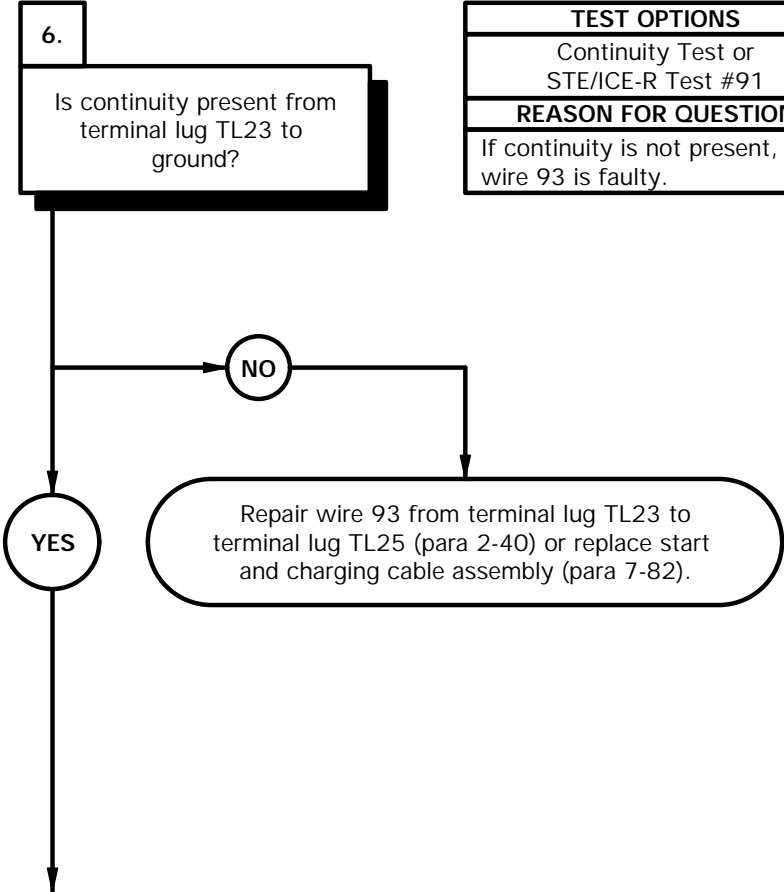 6.
Is continuity present from
terminal lug TL23 to
ground?
TEST OPTIONS
Continuity Test or
STE/ICE-R Test #91
REASON FOR QUESTION
If continuity is not present,
wire 93 is faulty.
NO
YES
Repair wire 93 from terminal lug TL23 to
terminal lug TL25 (para 2-40) or replace start
and charging cable assembly (para 7-82).